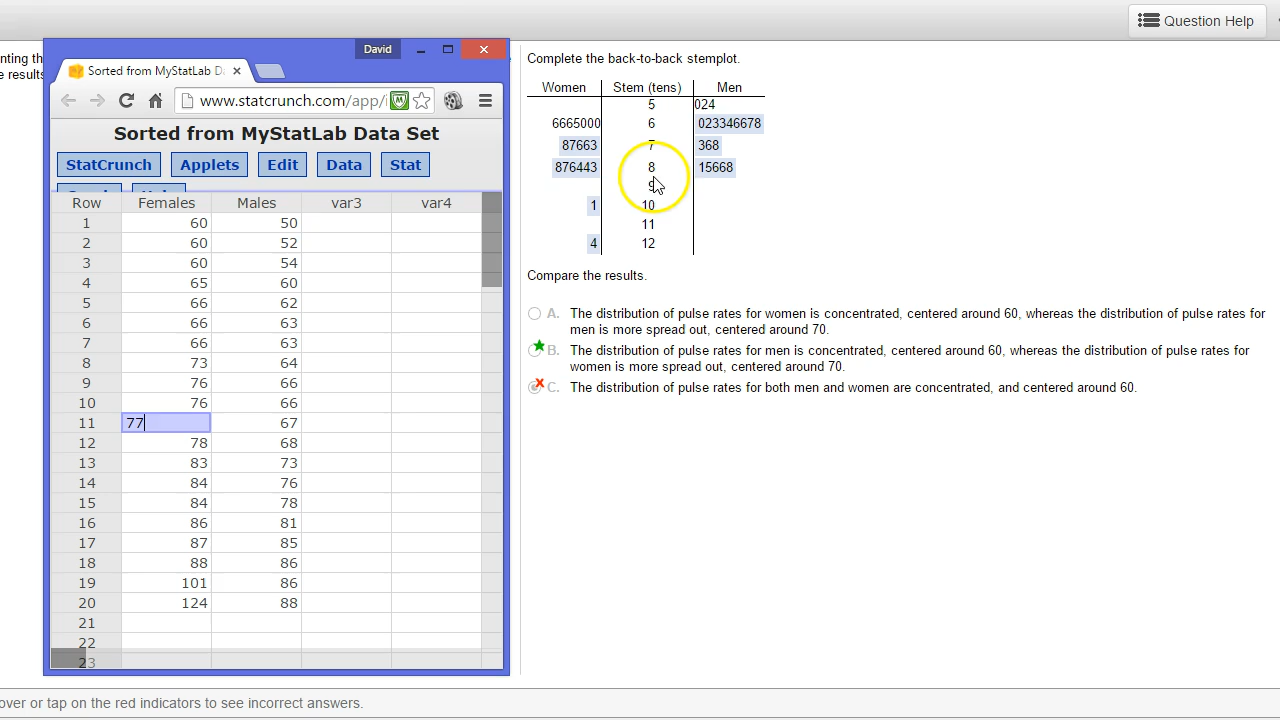 Question Help
David
nting th
e results
Sorted from MyStatLab D
www.statcrunch.com/app/i
Sorted from MyStatLab Data Set
StatCrunch Applets Edit Data Stat
Row Females Males var3 var4
1 60 50
2 60 52
3 60 54
4 65 60
5 66 62
6 66 63
7 66 63
8 73 64
9 76 66
10 76 66
11 77 67
12 78 68
13 83 73
14 84 76
15 84 78
16 86 81
17 87 85
18 88 86
19 101 86
20 124 88
21
22
23
Complete the back-to-back stemplot.
Women Stem (tens) Men
5 024
6665000 6 023346678
87663 7 368
876443 8 15668
9
1 10
11
4 12
Compare the results.
A. The distribution of pulse rates for women is concentrated, centered around 60, whereas the distribution of pulse rates for
men is more spread out, centered around 70.
B. The distribution of pulse rates for men is concentrated, centered around 60, whereas the distribution of pulse rates for
women is more spread out, centered around 70.
C. The distribution of pulse rates for both men and women are concentrated, and centered around 60.
over or tap on the red indicators to see incorrect answers.